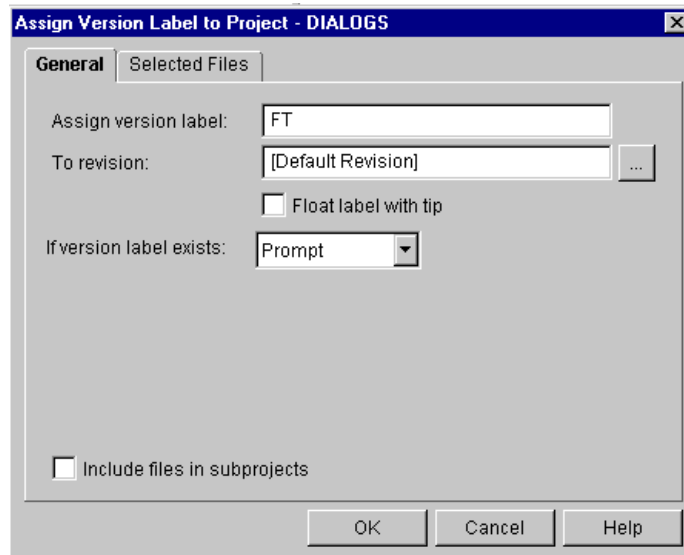 Assign Version Label to Project - DIALOGS
General Selected Files
Assign version label: FT
To revision: [Default Revision] ...
Float label with tip
If version label exists: Prompt
Include files in subprojects
OK Cancel Help